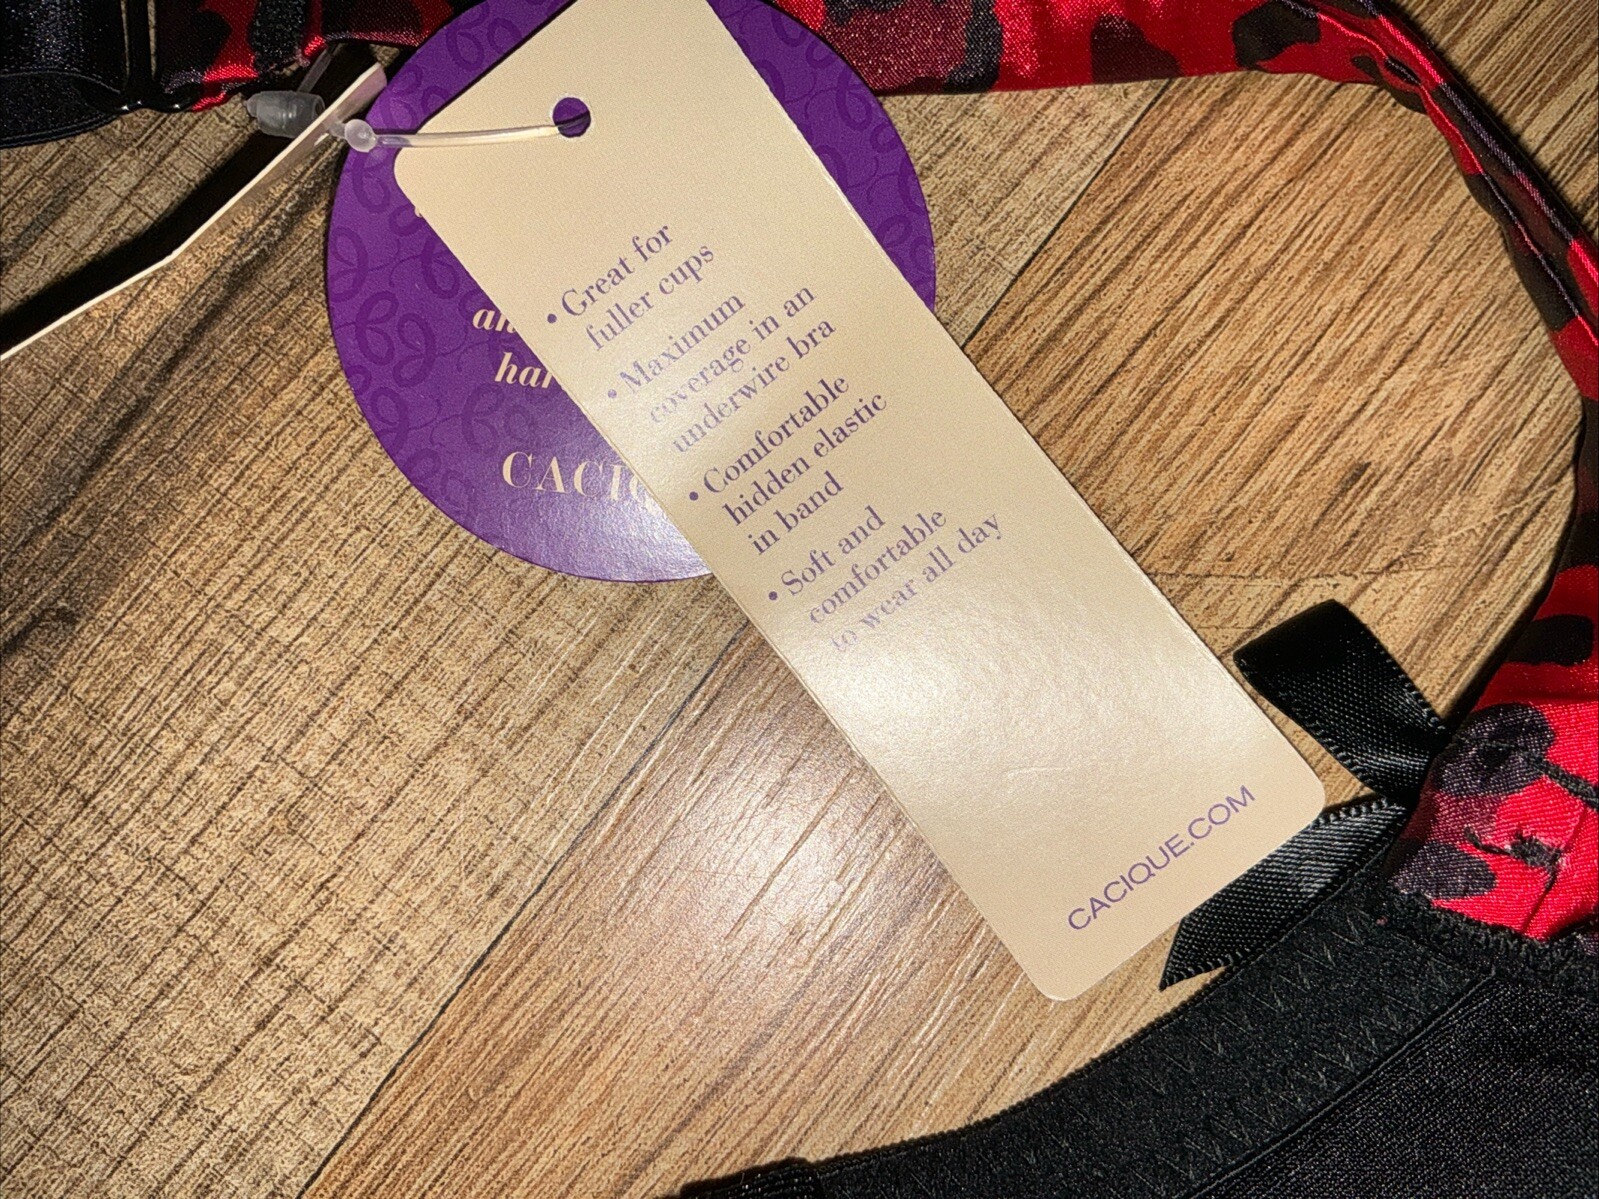 • Great for
fuller cups
• Maximum
coverage in an
underwire bra
• Comfortable
hidden elastic
in band
• Soft and
comfortable
to wear all day
CACIQUE.COM